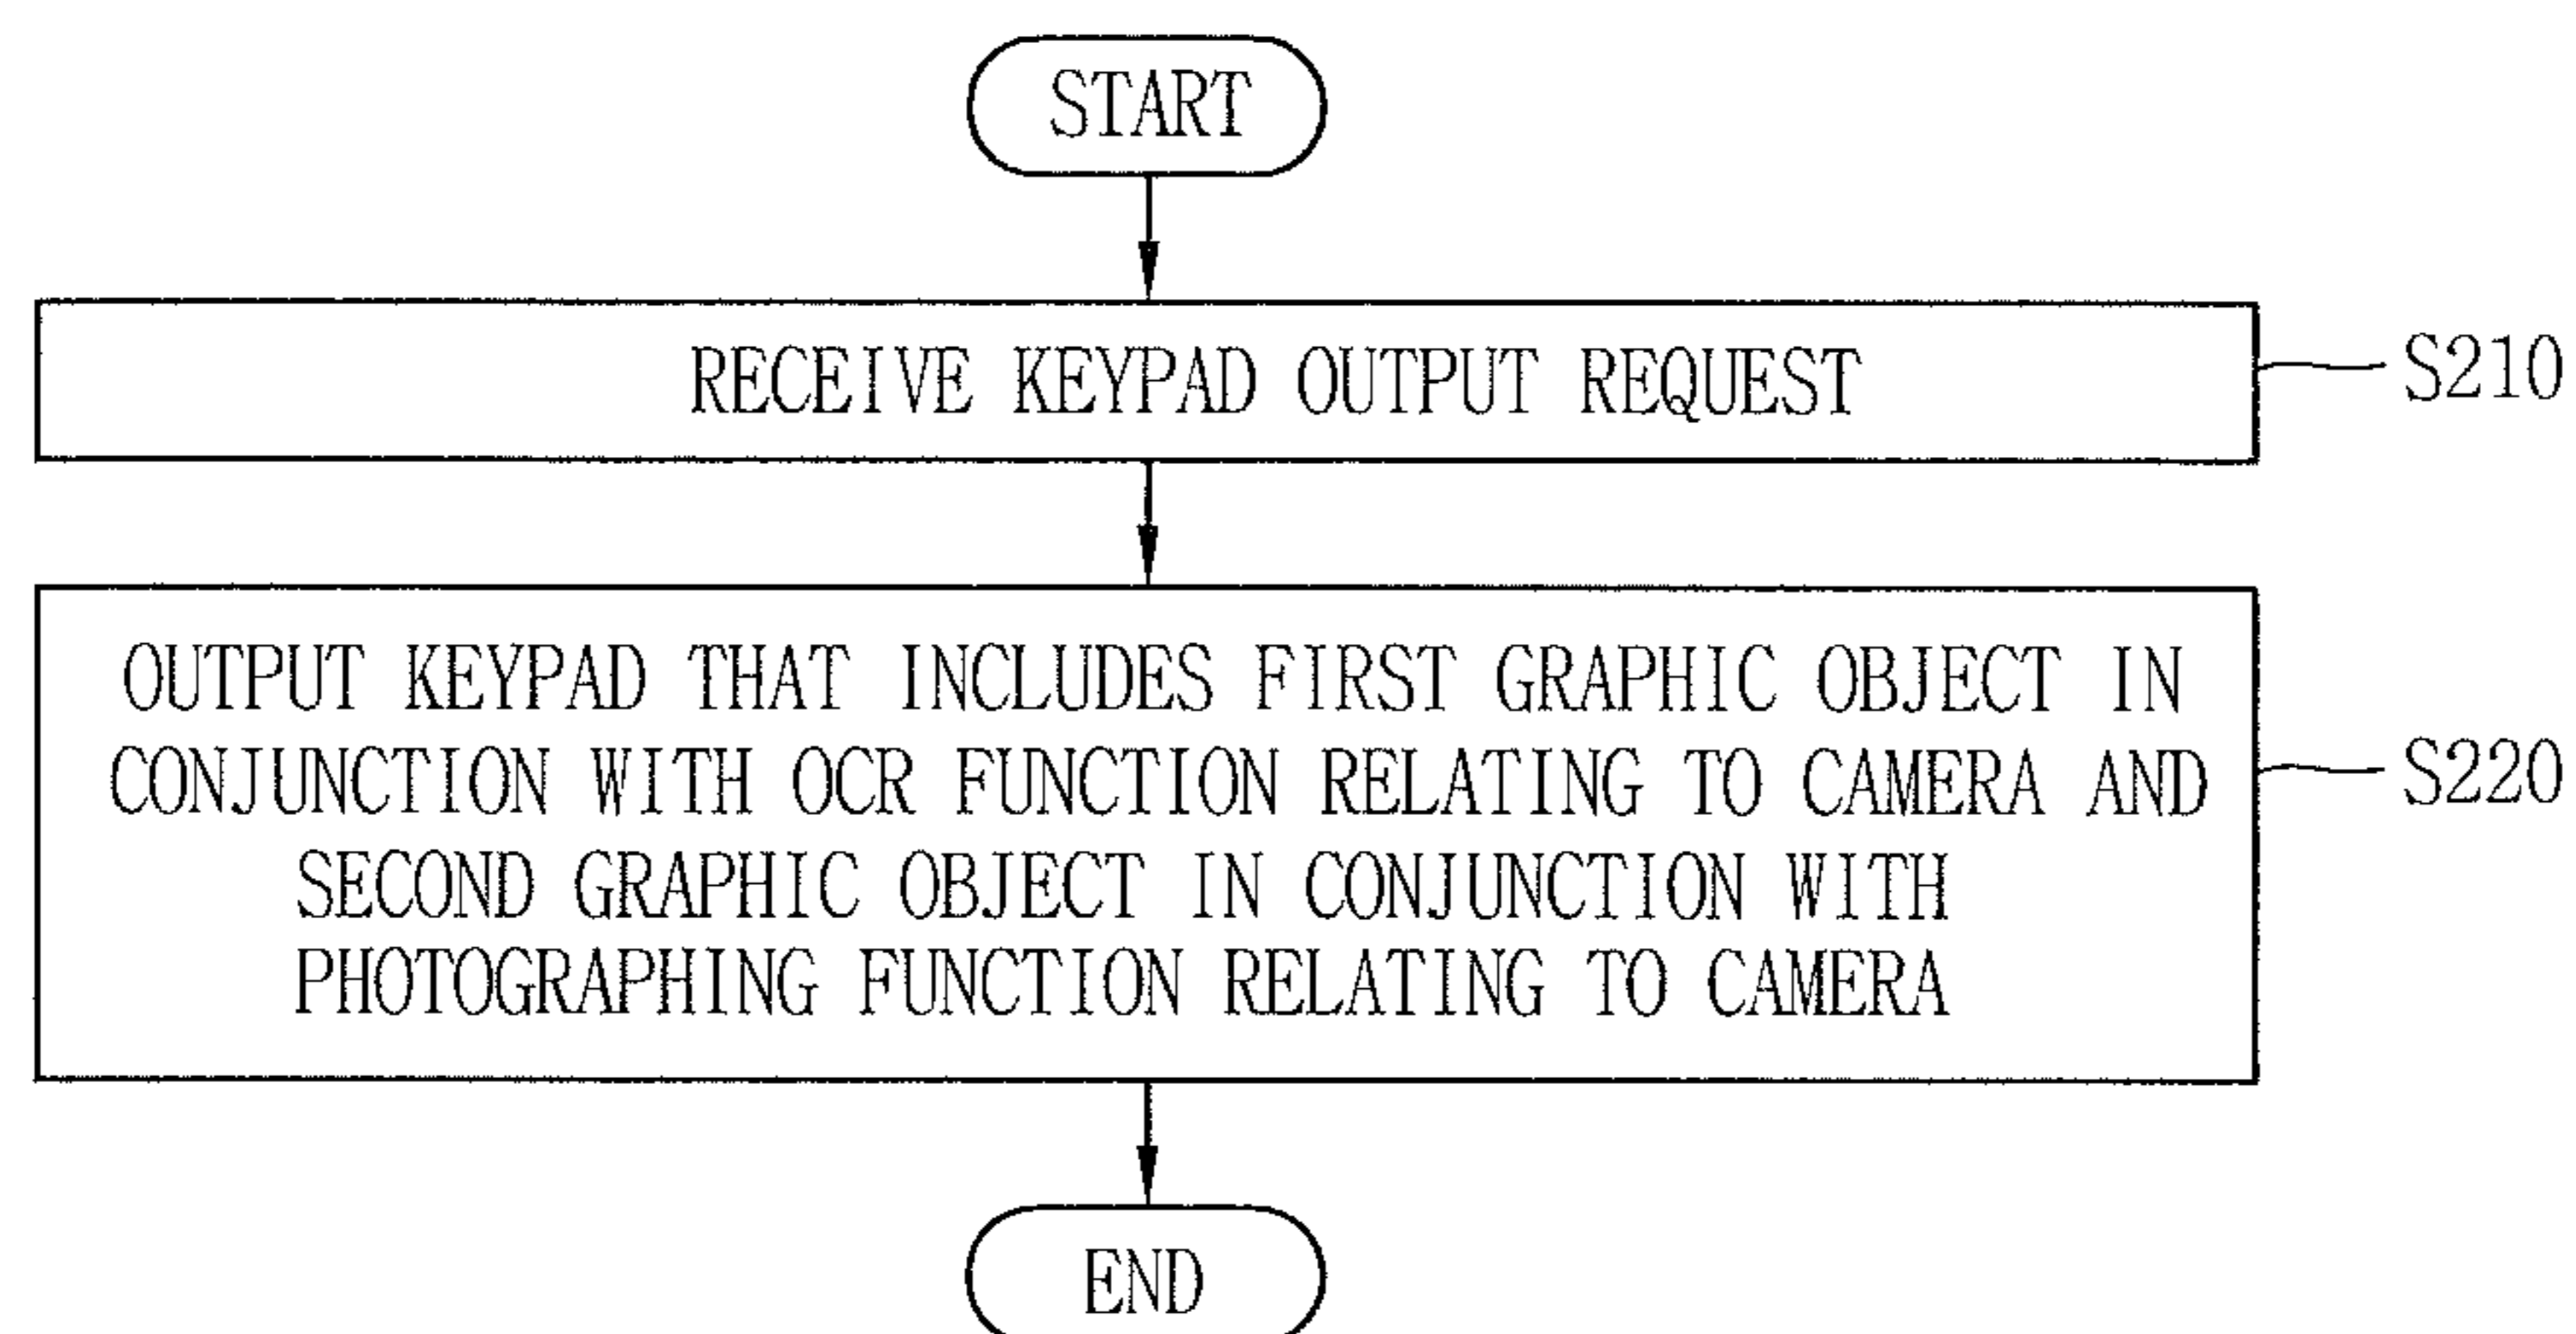 START
RECEIVE KEYPAD OUTPUT REQUEST
S210
OUTPUT KEYPAD THAT INCLUDES FIRST GRAPHIC OBJECT IN
CONJUNCTION WITH OCR FUNCTION RELATING TO CAMERA AND
SECOND GRAPHIC OBJECT IN CONJUNCTION WITH
PHOTOGRAPHING FUNCTION RELATING TO CAMERA
S220
END